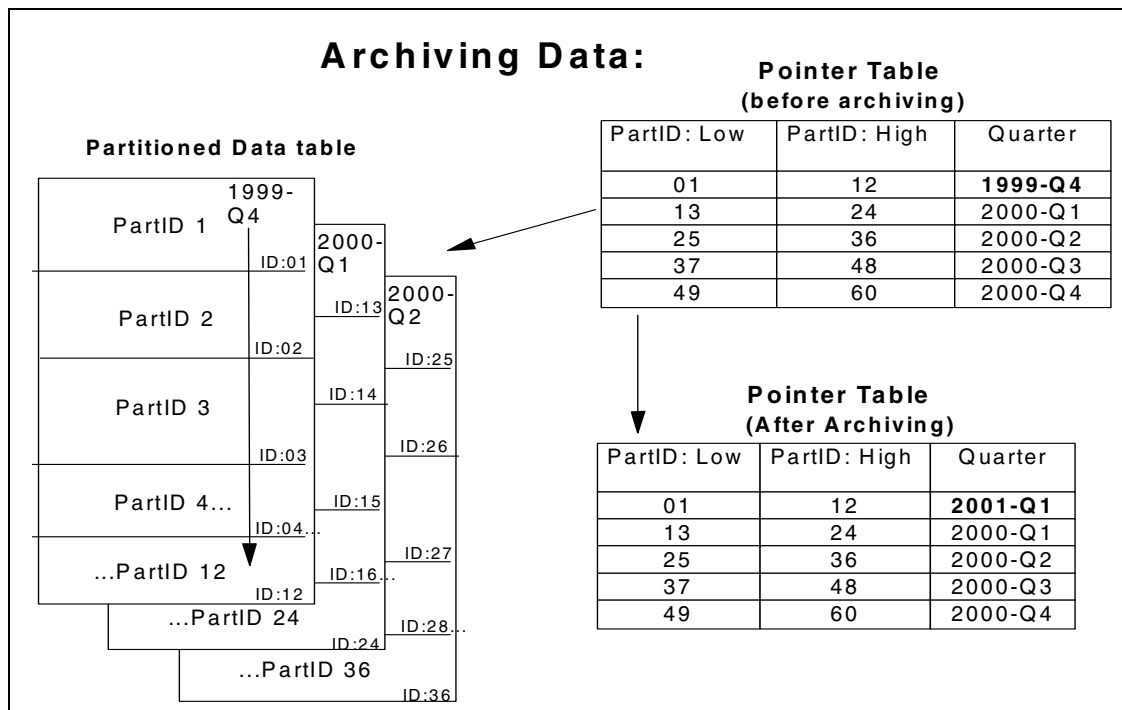 Archiving Data:
Partitioned Data table
1999-
Q4
PartID 1
ID:01
PartID 2
ID:02
PartID 3
ID:03
PartID 4...
ID:04...
...PartID 12
ID:12
2000-
Q1
ID:13
ID:14
ID:15
ID:16...
...PartID 24
ID:24
2000-
Q2
ID:25
ID:26
ID:27
ID:28...
...PartID 36
ID:36
Pointer Table
(before archiving)
PartID: Low PartID: High Quarter
01 12 1999-Q4
13 24 2000-Q1
25 36 2000-Q2
37 48 2000-Q3
49 60 2000-Q4
Pointer Table
(After Archiving)
PartID: Low PartID: High Quarter
01 12 2001-Q1
13 24 2000-Q1
25 36 2000-Q2
37 48 2000-Q3
49 60 2000-Q4